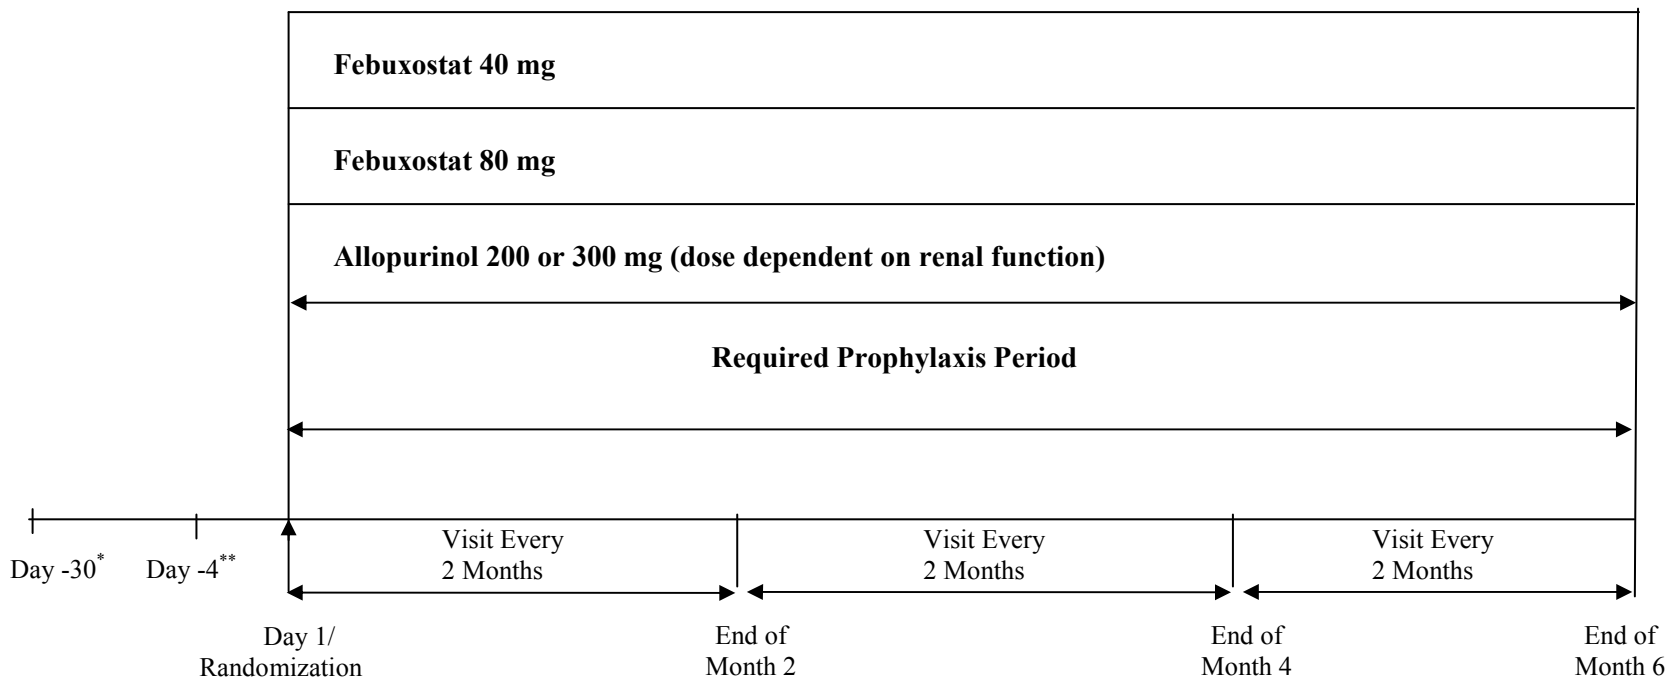 Febuxostat 40 mg
Febuxostat 80 mg
Allopurinol 200 or 300 mg (dose dependent on renal function)
Required Prophylaxis Period
Day -30*
Day -4**
Visit Every
2 Months
Visit Every
2 Months
Visit Every
2 Months
Day 1/
Randomization
End of
Month 2
End of
Month 4
End of
Month 6